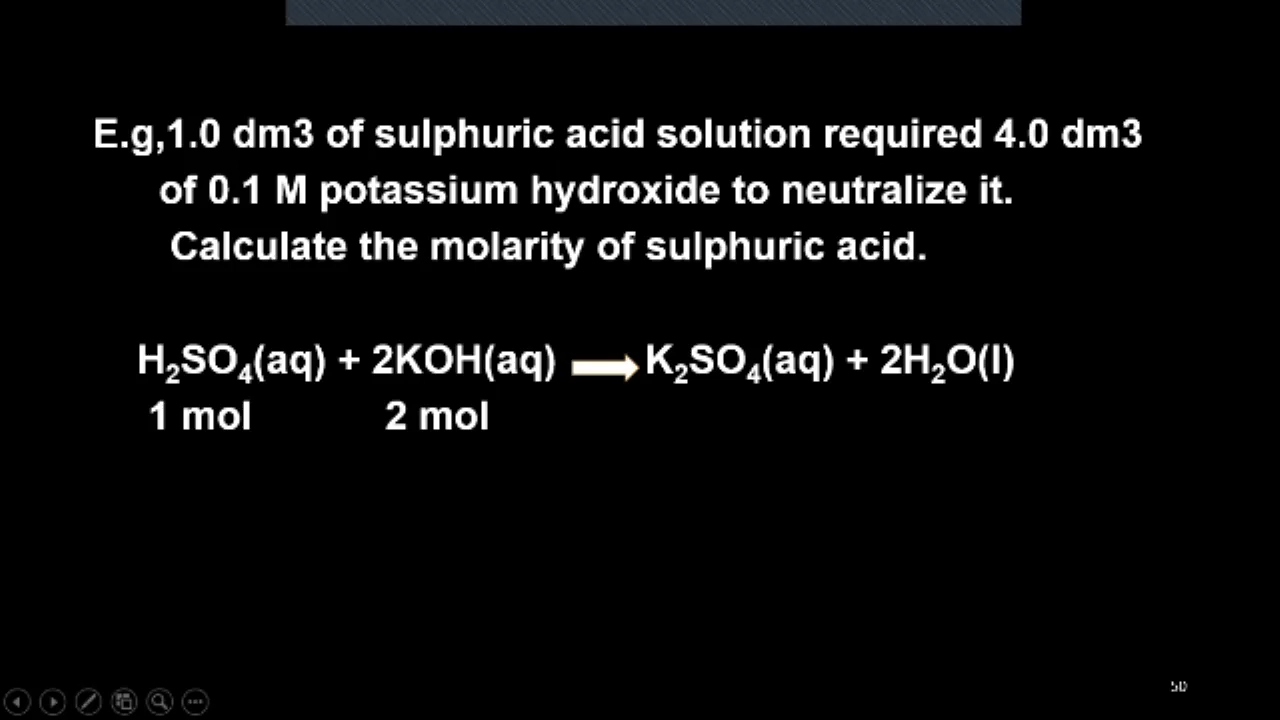 E.g,1.0 dm3 of sulphuric acid solution required 4.0 dm3
of 0.1 M potassium hydroxide to neutralize it.
Calculate the molarity of sulphuric acid.
H₂SO₄(aq) + 2KOH(aq) ➡ K₂SO₄(aq) + 2H₂O(l)
1 mol 2 mol
50